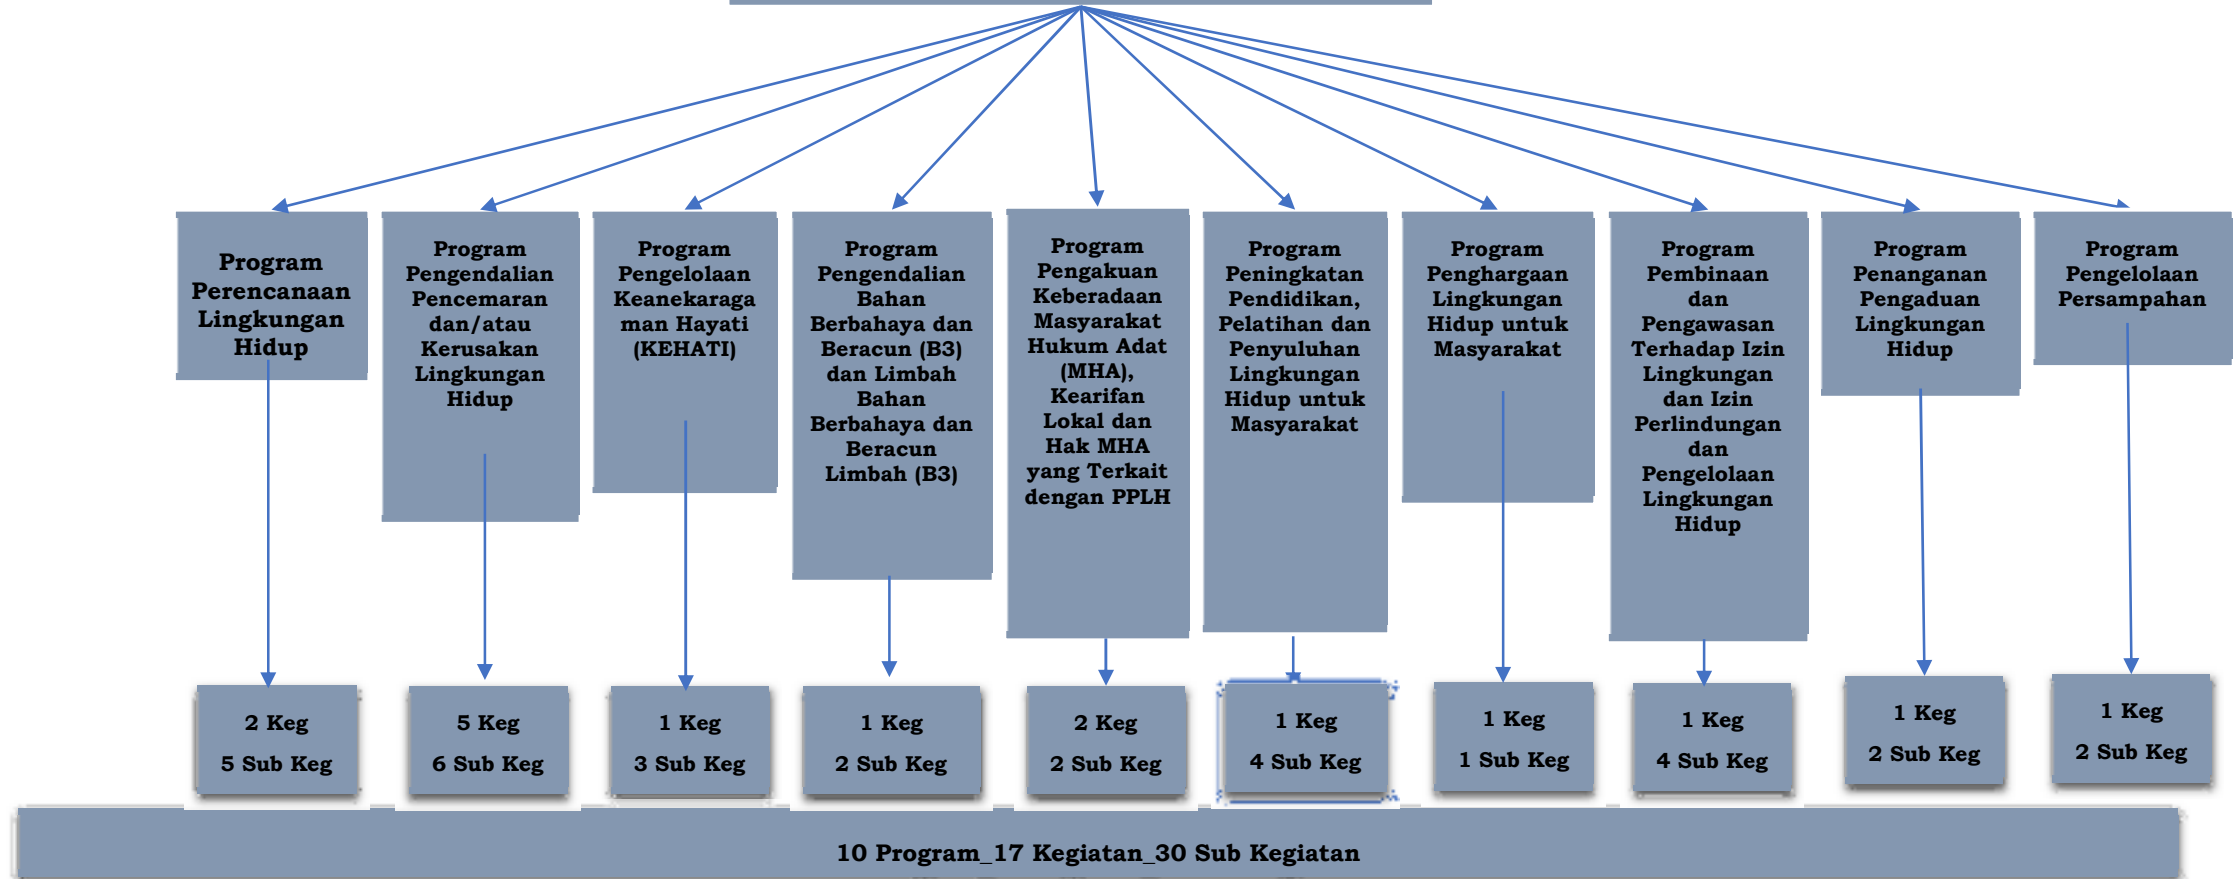 Program
Perencanaan
Lingkungan
Hidup
Program
Pengendalian
Pencemaran
dan/atau
Kerusakan
Lingkungan
Hidup
Program
Pengelolaan
Keanekaraga
man Hayati
(KEHATI)
Program
Pengendalian
Bahan
Berbahaya dan
Beracun (B3)
dan Limbah
Bahan
Berbahaya dan
Beracun
Limbah (B3)
Program
Pengakuan
Keberadaan
Masyarakat
Hukum Adat
(MHA),
Kearifan
Lokal dan
Hak MHA
yang Terkait
dengan PPLH
Program
Peningkatan
Pendidikan,
Pelatihan dan
Penyuluhan
Lingkungan
Hidup untuk
Masyarakat
Program
Penghargaan
Lingkungan
Hidup untuk
Masyarakat
Program
Pembinaan
dan
Pengawasan
Terhadap Izin
Lingkungan
dan Izin
Perlindungan
dan
Pengelolaan
Lingkungan
Hidup
Program
Penanganan
Pengaduan
Lingkungan
Hidup
Program
Pengelolaan
Persampahan
2 Keg
5 Sub Keg
5 Keg
6 Sub Keg
1 Keg
3 Sub Keg
1 Keg
2 Sub Keg
2 Keg
2 Sub Keg
1 Keg
4 Sub Keg
1 Keg
1 Sub Keg
1 Keg
4 Sub Keg
1 Keg
2 Sub Keg
1 Keg
2 Sub Keg
10 Program_17 Kegiatan_30 Sub Kegiatan